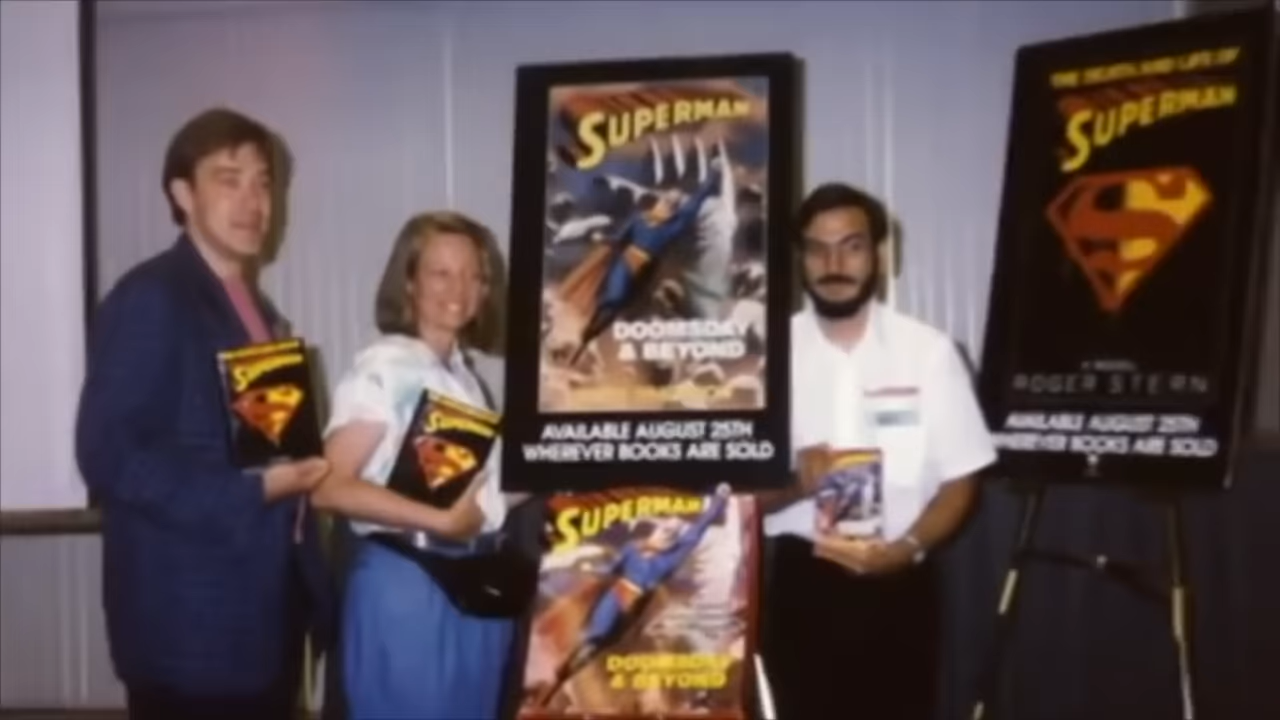 SUPERMAN
DOOMSDAY
& BEYOND
AVAILABLE AUGUST 25TH
WHEREVER BOOKS ARE SOLD
SUPERMAN
DOOMSDAY
& BEYOND
THE DEATH AND LIFE OF
SUPERMAN
A NOVEL
ROGER STERN
AVAILABLE AUGUST 25TH
WHEREVER BOOKS ARE SOLD
SUPERMAN
SUPERMAN